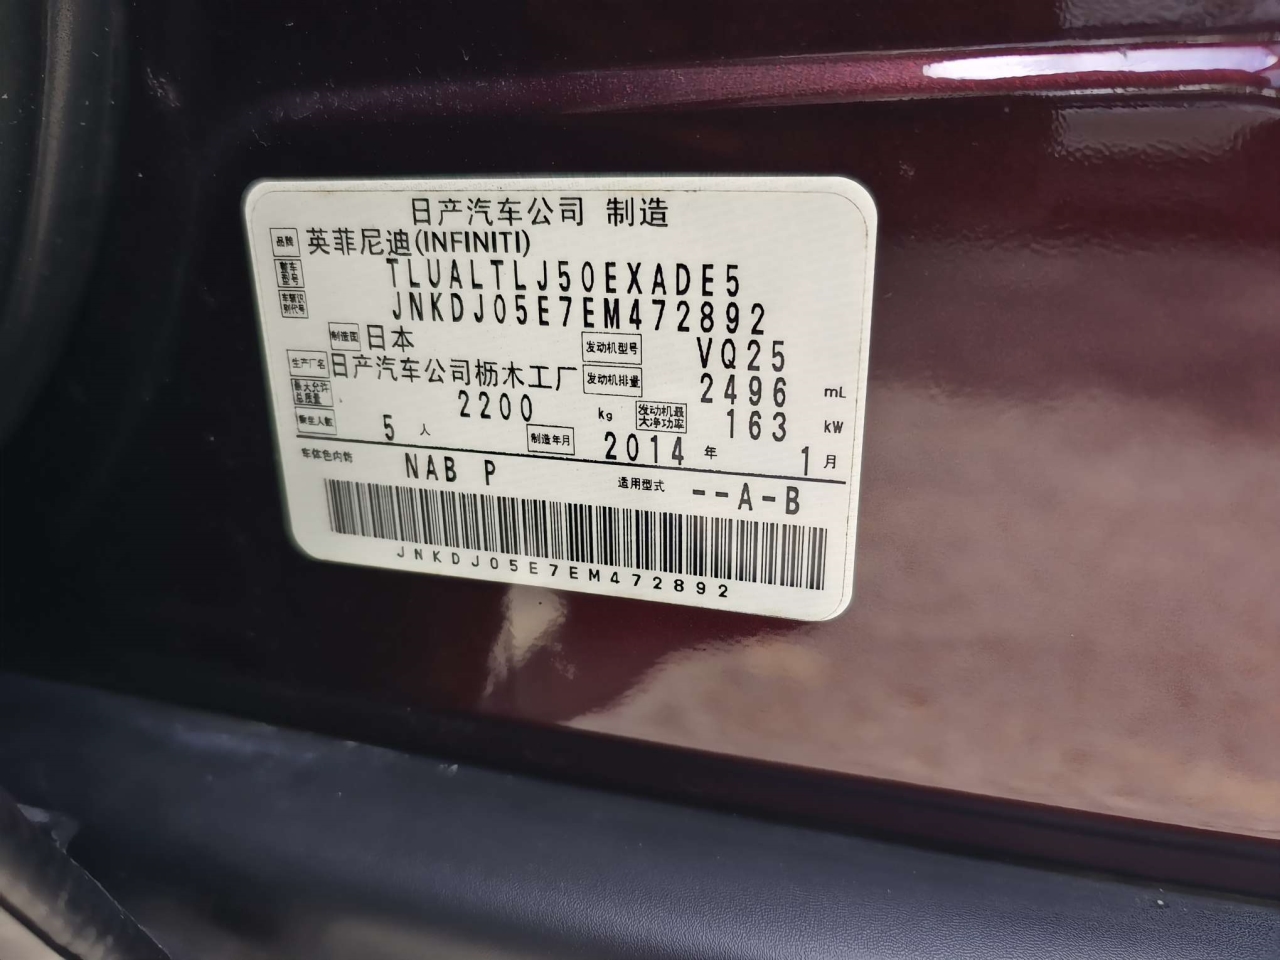 日产汽车公司 制造
品牌 英菲尼迪(INFINITI)
整车型号 TLUALTLJ50EXADE5
车辆识别代号 JNKDJ05E7EM472892
制造国 日本 发动机型号 VQ25
生产厂名 日产汽车公司枥木工厂 发动机排量 2496 mL
最大允许总质量 2200 kg 发动机最大净功率 163 kW
乘坐人数 5 人 制造年月 2014 年 1 月
车体色内饰 NAB P 适用型式 --A-B
JNKDJ05E7EM472892